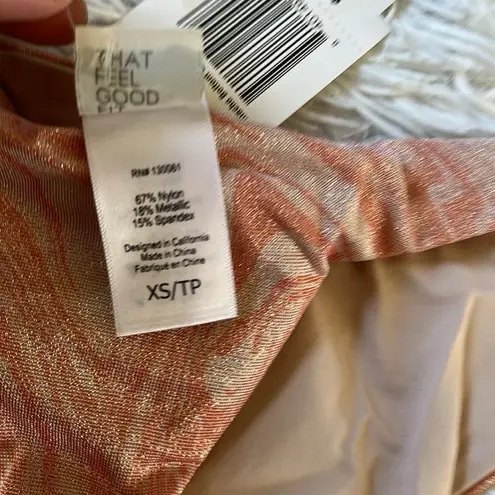 THAT
FEEL
GOOD
FIT
RN# 130061
67% Nylon
18% Metallic
15% Spandex
Designed in California
Made in China
Fabriqué en Chine
XS/TP